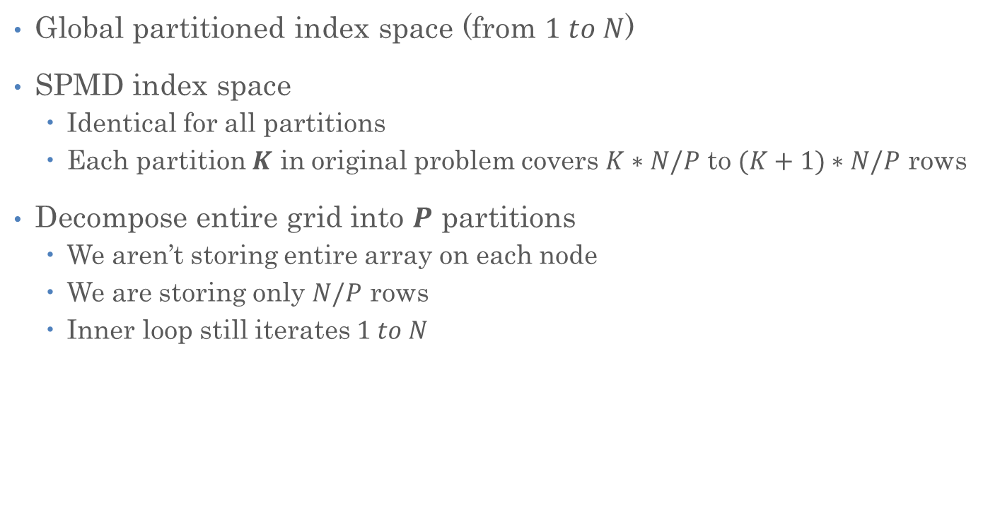 • Global partitioned index space (from 1 to N)
• SPMD index space
• Identical for all partitions
• Each partition K in original problem covers K ∗ N/P to (K + 1) ∗ N/P rows
• Decompose entire grid into P partitions
• We aren’t storing entire array on each node
• We are storing only N/P rows
• Inner loop still iterates 1 to N